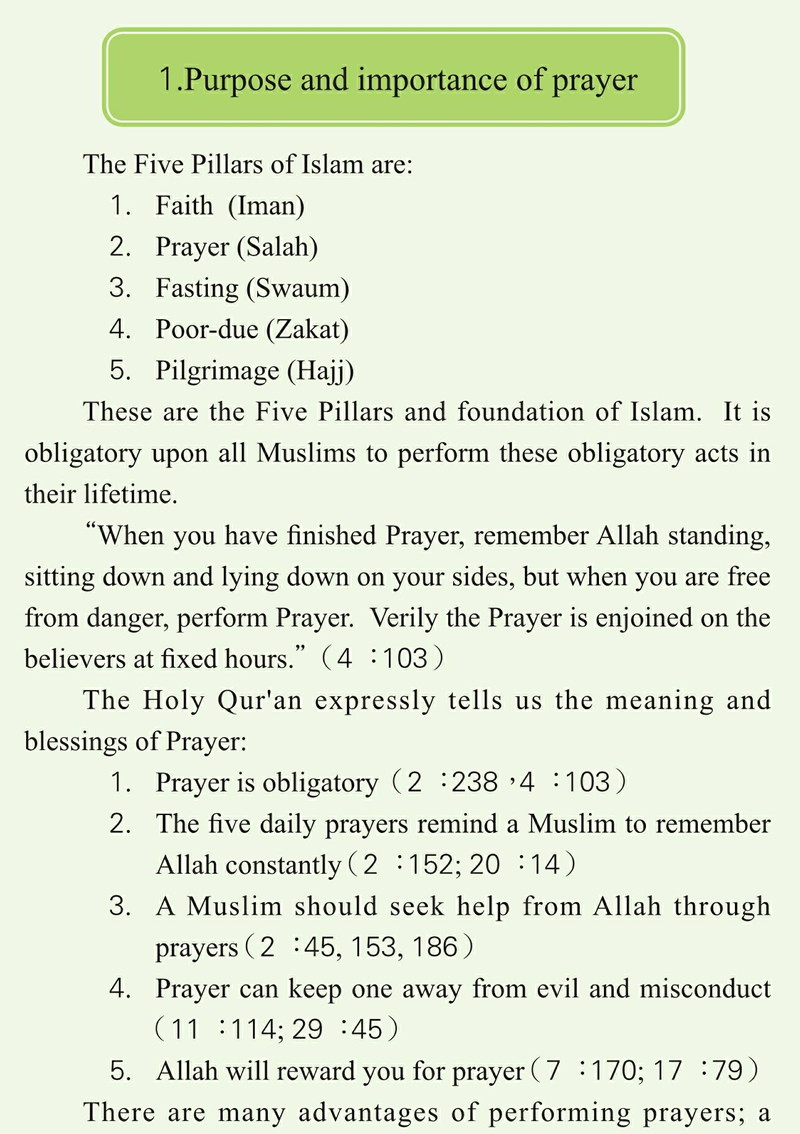 1.Purpose and importance of prayer
The Five Pillars of Islam are:
1. Faith (Iman)
2. Prayer (Salah)
3. Fasting (Swaum)
4. Poor-due (Zakat)
5. Pilgrimage (Hajj)
These are the Five Pillars and foundation of Islam. It is
obligatory upon all Muslims to perform these obligatory acts in
their lifetime.
“When you have finished Prayer, remember Allah standing,
sitting down and lying down on your sides, but when you are free
from danger, perform Prayer. Verily the Prayer is enjoined on the
believers at fixed hours.”（4 ：103）
The Holy Qur'an expressly tells us the meaning and
blessings of Prayer:
1. Prayer is obligatory（2 ：238，4 ：103）
2. The five daily prayers remind a Muslim to remember
Allah constantly（2 ：152; 20 ：14）
3. A Muslim should seek help from Allah through
prayers（2 ：45, 153, 186）
4. Prayer can keep one away from evil and misconduct
（11 ：114; 29 ：45）
5. Allah will reward you for prayer（7 ：170; 17 ：79）
There are many advantages of performing prayers; a